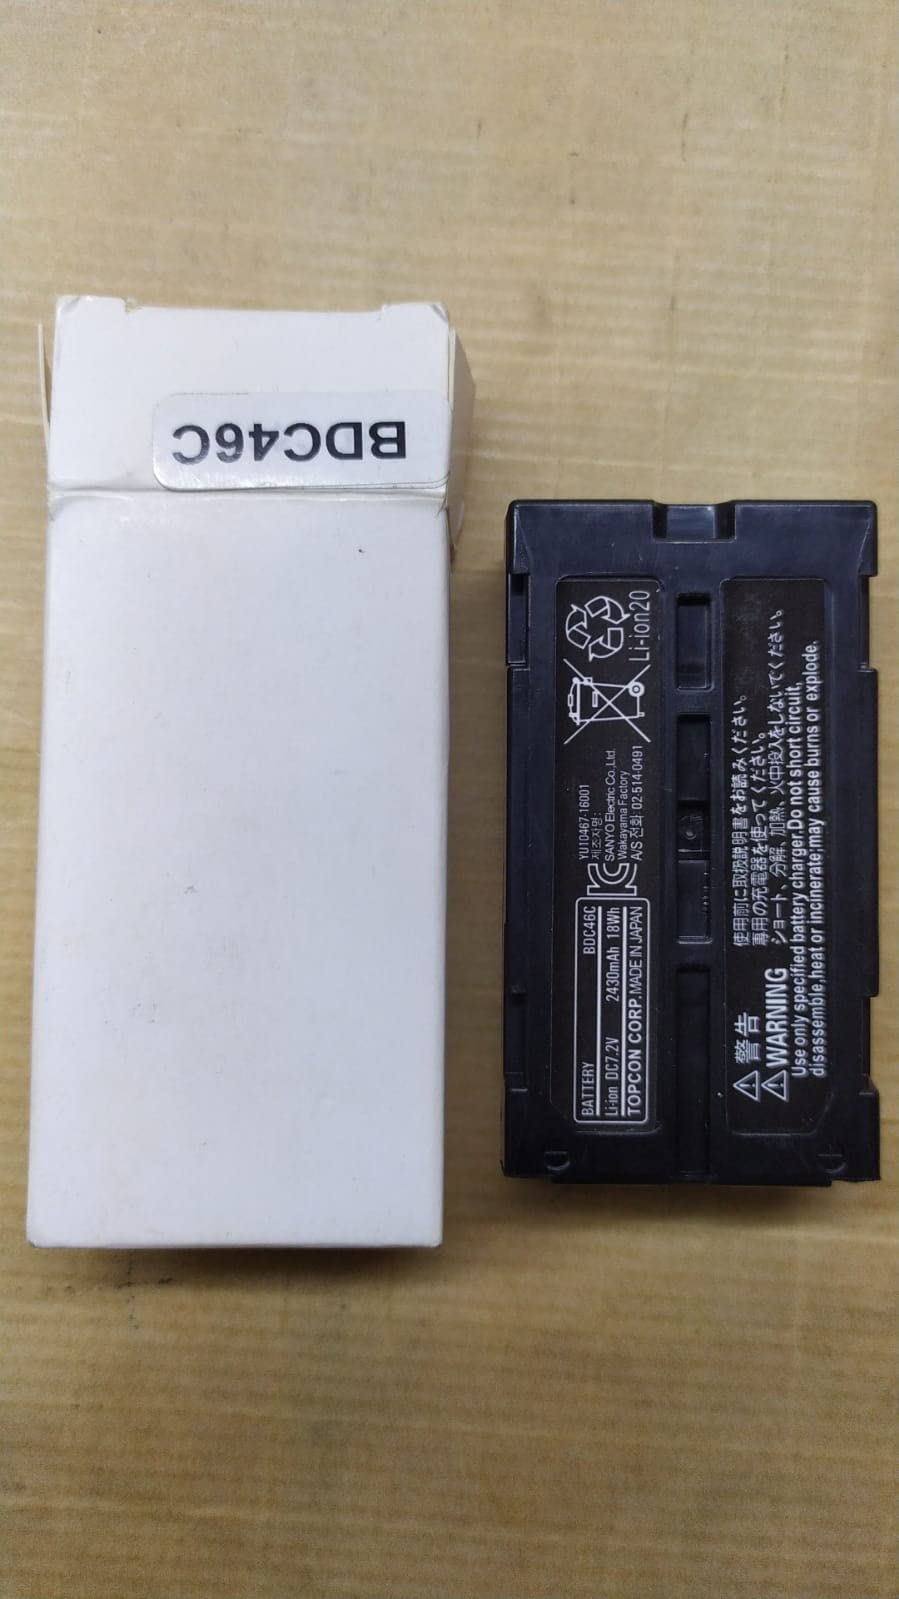 BDC46C
BATTERY BDC46C
Li-ion DC7.2V 2430mAh 18Wh
TOPCON CORP. MADE IN JAPAN
YU10467-16001
제조자명 :
SANYO Electric Co.,Ltd.
Wakayama Factory
A/S 전화: 02-514-0491
Li-ion20
警告
使用前に取扱説明書をお読みください。
専用の充電器を使ってください。
ショート、分解、加熱、火中投入をしないでください。
WARNING
Use only specified battery charger.Do not short circuit,
disassemble,heat or incinerate;may cause burns or explode.